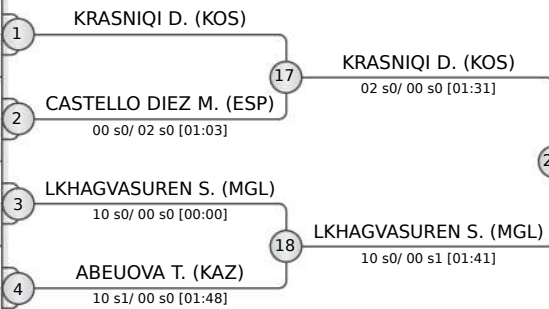 1
KRASNIQI D. (KOS)
17
KRASNIQI D. (KOS)
02 s0/ 00 s0 [01:31]
2
CASTELLO DIEZ M. (ESP)
00 s0/ 02 s0 [01:03]
3
LKHAGVASUREN S. (MGL)
10 s0/ 00 s0 [00:00]
18
LKHAGVASUREN S. (MGL)
10 s0/ 00 s1 [01:41]
4
ABEUOVA T. (KAZ)
10 s1/ 00 s0 [01:48]